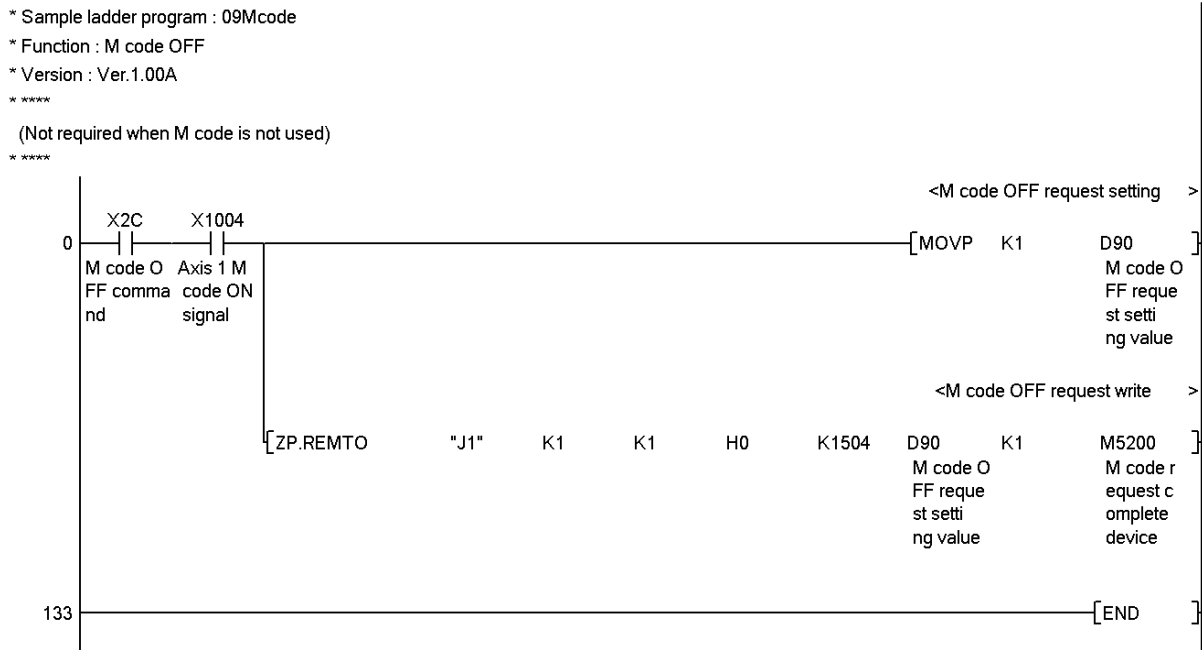 * Sample ladder program : 09Mcode
* Function : M code OFF
* Version : Ver.1.00A
* ****
(Not required when M code is not used)
* ****
<M code OFF request setting >
X2C X1004
0 [MOVP K1 D90 ]
M code O Axis 1 M M code O
FF comma code ON FF reque
nd signal st setti
ng value
<M code OFF request write >
[ZP.REMTO "J1" K1 K1 H0 K1504 D90 K1 M5200 ]
M code O M code r
FF reque equest c
st setti omplete
ng value device
133 [END ]